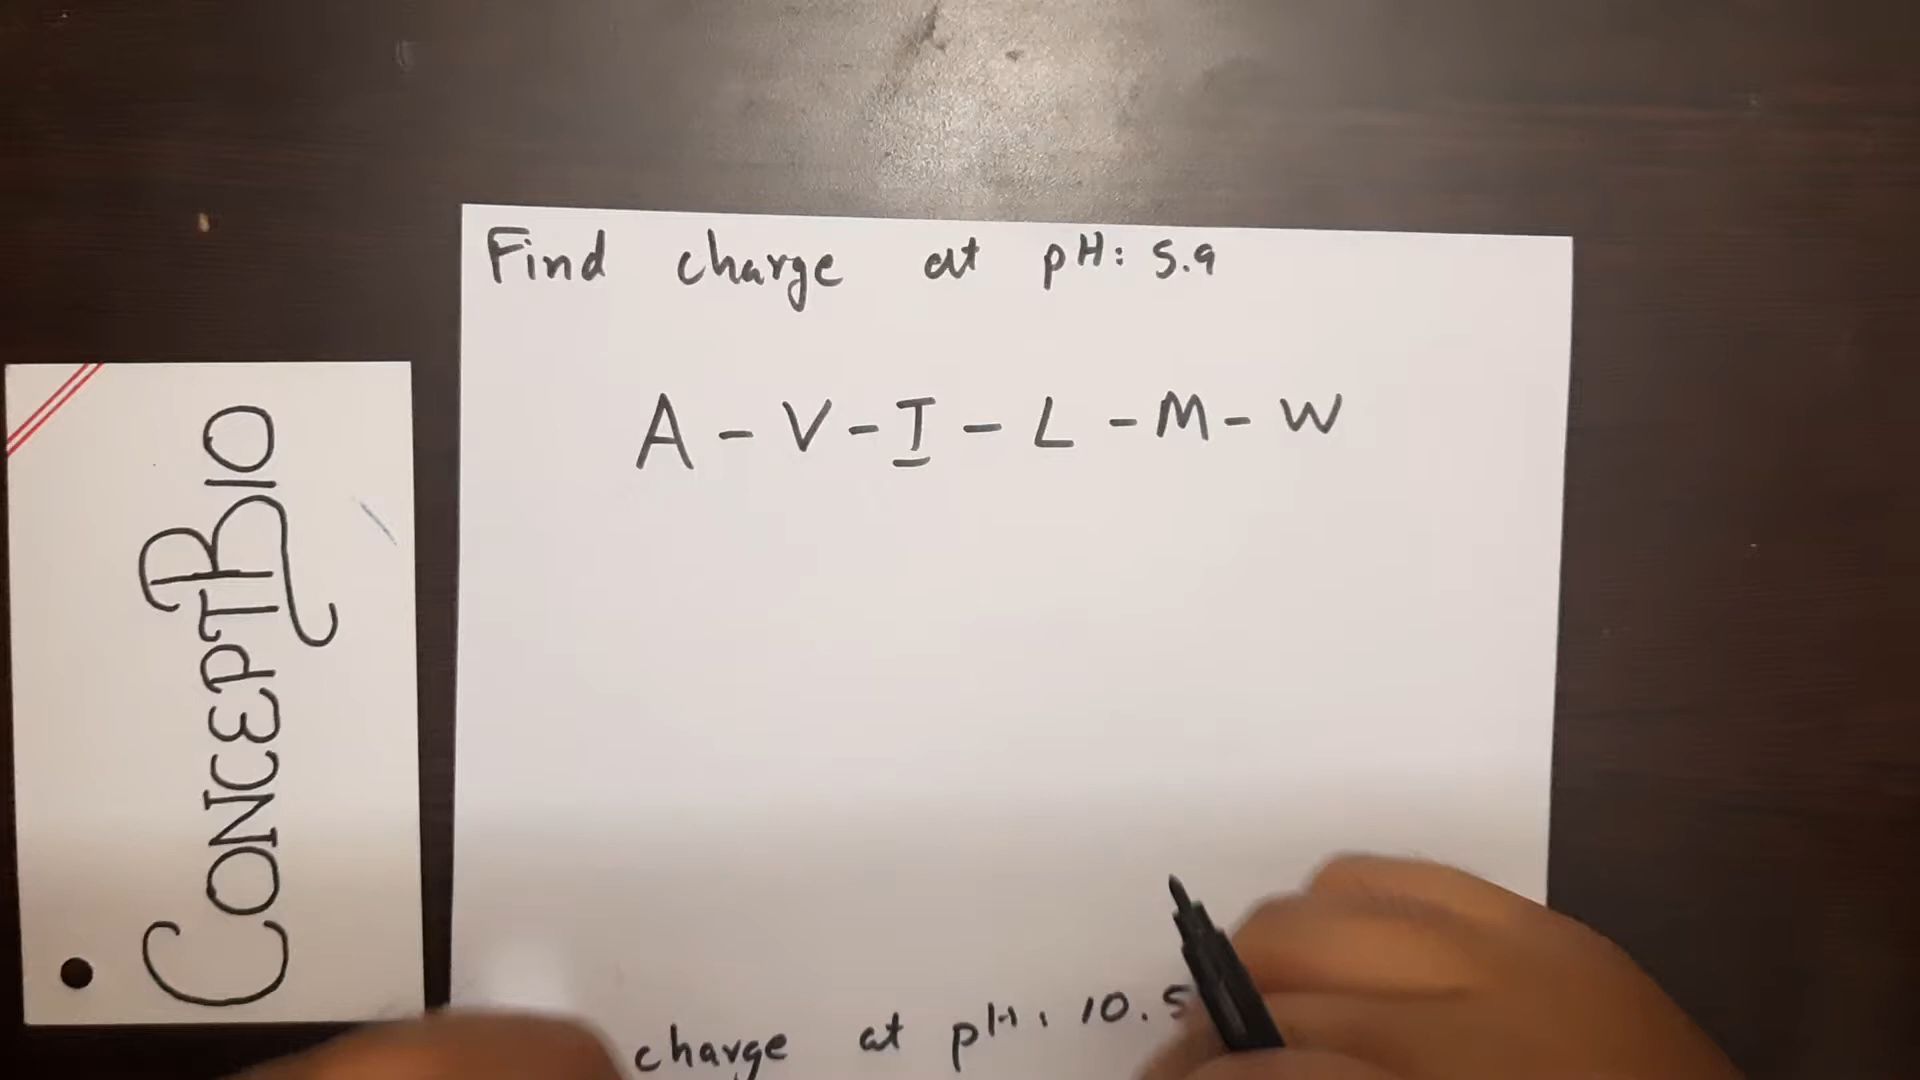 Find charge at pH: 5.9
A - V - I - L - M - W
charge at pH: 10.5
CONCEPTBIO